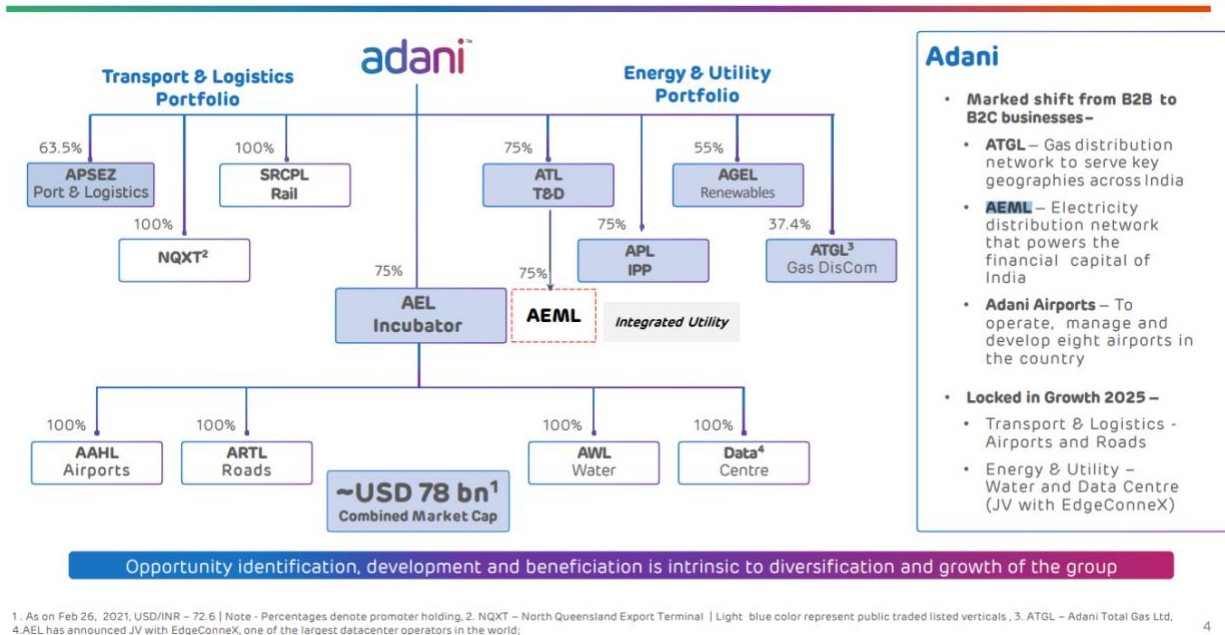 adani™
Transport & Logistics
Portfolio
Energy & Utility
Portfolio
63.5%
APSEZ
Port & Logistics
100%
NQXT²
100%
SRCPL
Rail
75%
ATL
T&D
75%
APL
IPP
55%
AGEL
Renewables
37.4%
ATGL³
Gas DisCom
75%
AEL
Incubator
75%
AEML
Integrated Utility
100%
AAHL
Airports
100%
ARTL
Roads
100%
AWL
Water
100%
Data⁴
Centre
~USD 78 bn¹
Combined Market Cap
Adani
• Marked shift from B2B to
B2C businesses–
• ATGL – Gas distribution
network to serve key
geographies across India
• AEML – Electricity
distribution network
that powers the
financial capital of
India
• Adani Airports – To
operate, manage and
develop eight airports in
the country
• Locked in Growth 2025 –
• Transport & Logistics -
Airports and Roads
• Energy & Utility –
Water and Data Centre
(JV with EdgeConneX)
Opportunity identification, development and beneficiation is intrinsic to diversification and growth of the group
1 . As on Feb 26, 2021, USD/INR – 72.6 | Note - Percentages denote promoter holding, 2. NQXT – North Queensland Export Terminal | Light blue color represent public traded listed verticals , 3. ATGL – Adani Total Gas Ltd,
4.AEL has announced JV with EdgeConneX, one of the largest datacenter operators in the world;
4